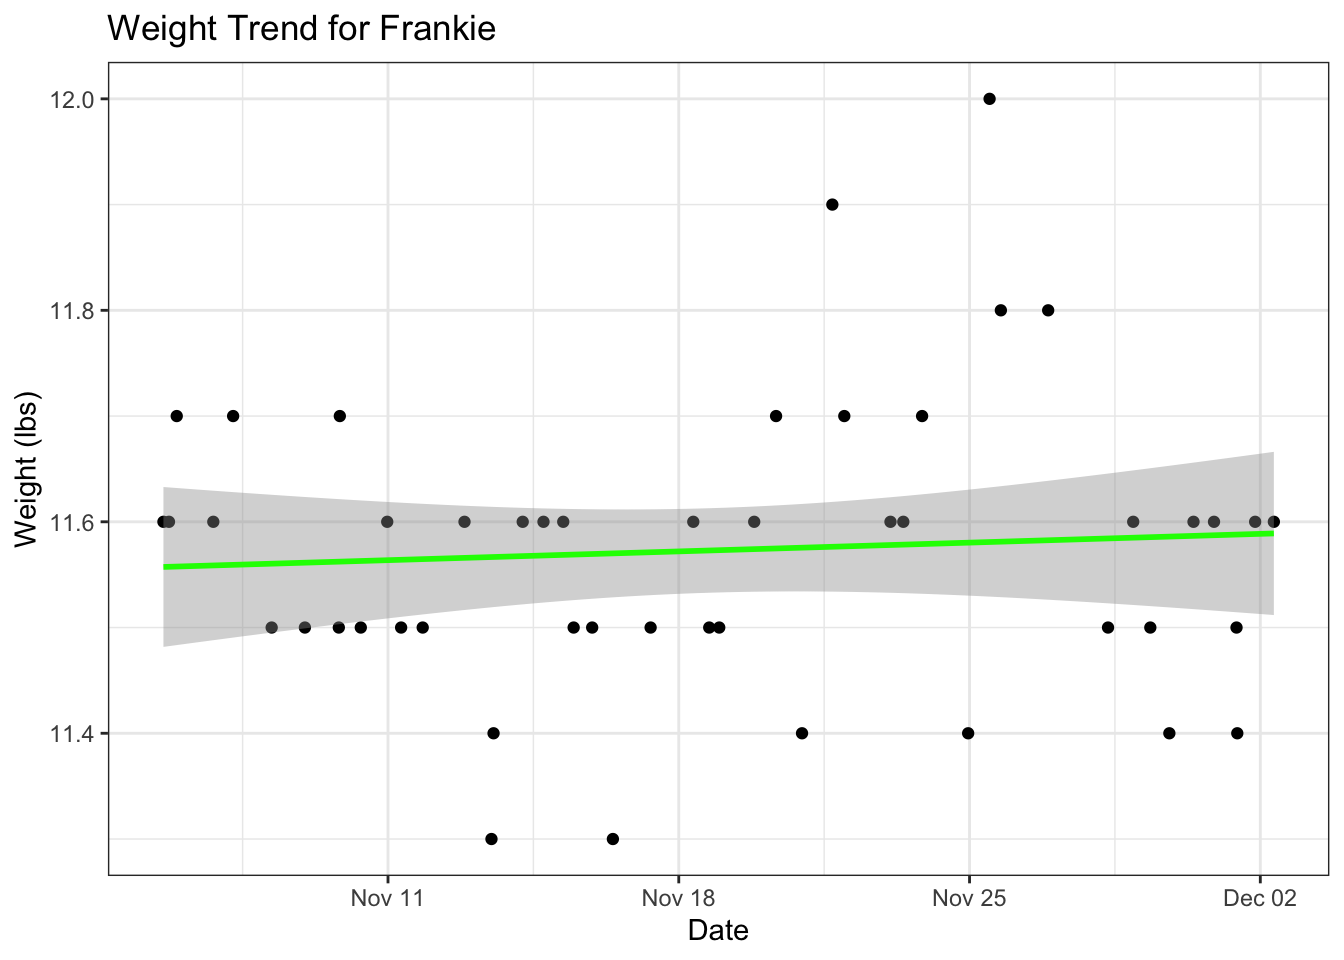 Weight Trend for Frankie
12.0
11.8
11.6
11.4
Weight (lbs)
Nov 11 Nov 18 Nov 25 Dec 02
Date